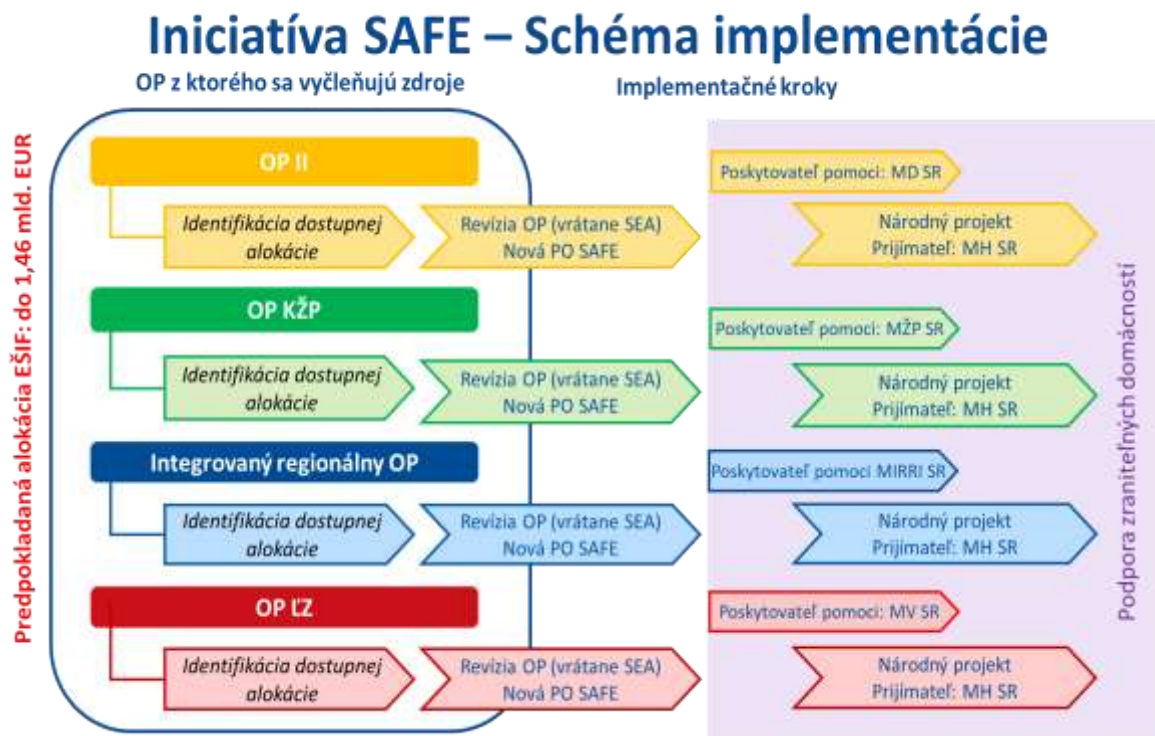 Iniciatíva SAFE – Schéma implementácie
OP z ktorého sa vyčleňujú zdroje
Implementačné kroky
Predpokladaná alokácia EŠIF: do 1,46 mld. EUR
OP II
Identifikácia dostupnej
alokácie
Revízia OP (vrátane SEA)
Nová PO SAFE
Poskytovateľ pomoci: MD SR
Národný projekt
Prijímateľ: MH SR
OP KŽP
Identifikácia dostupnej
alokácie
Revízia OP (vrátane SEA)
Nová PO SAFE
Poskytovateľ pomoci: MŽP SR
Národný projekt
Prijímateľ: MH SR
Integrovaný regionálny OP
Identifikácia dostupnej
alokácie
Revízia OP (vrátane SEA)
Nová PO SAFE
Poskytovateľ pomoci MIRRI SR
Národný projekt
Prijímateľ: MH SR
OP ĽZ
Identifikácia dostupnej
alokácie
Revízia OP (vrátane SEA)
Nová PO SAFE
Poskytovateľ pomoci: MV SR
Národný projekt
Prijímateľ: MH SR
Podpora zraniteľných domácností